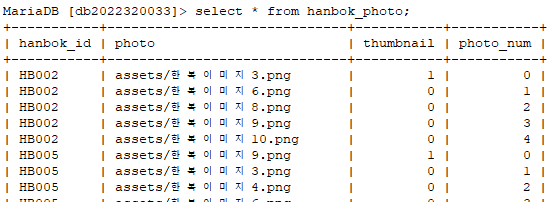 MariaDB [db2022320033]> select * from hanbok_photo;
+-----------+------------------------------+-----------+-----------+
| hanbok_id | photo | thumbnail | photo_num |
+-----------+------------------------------+-----------+-----------+
| HB002 | assets/한복이미지3.png | 1 | 0 |
| HB002 | assets/한복이미지6.png | 0 | 1 |
| HB002 | assets/한복이미지8.png | 0 | 2 |
| HB002 | assets/한복이미지9.png | 0 | 3 |
| HB002 | assets/한복이미지10.png | 0 | 4 |
| HB005 | assets/한복이미지9.png | 1 | 0 |
| HB005 | assets/한복이미지3.png | 0 | 1 |
| HB005 | assets/한복이미지4.png | 0 | 2 |